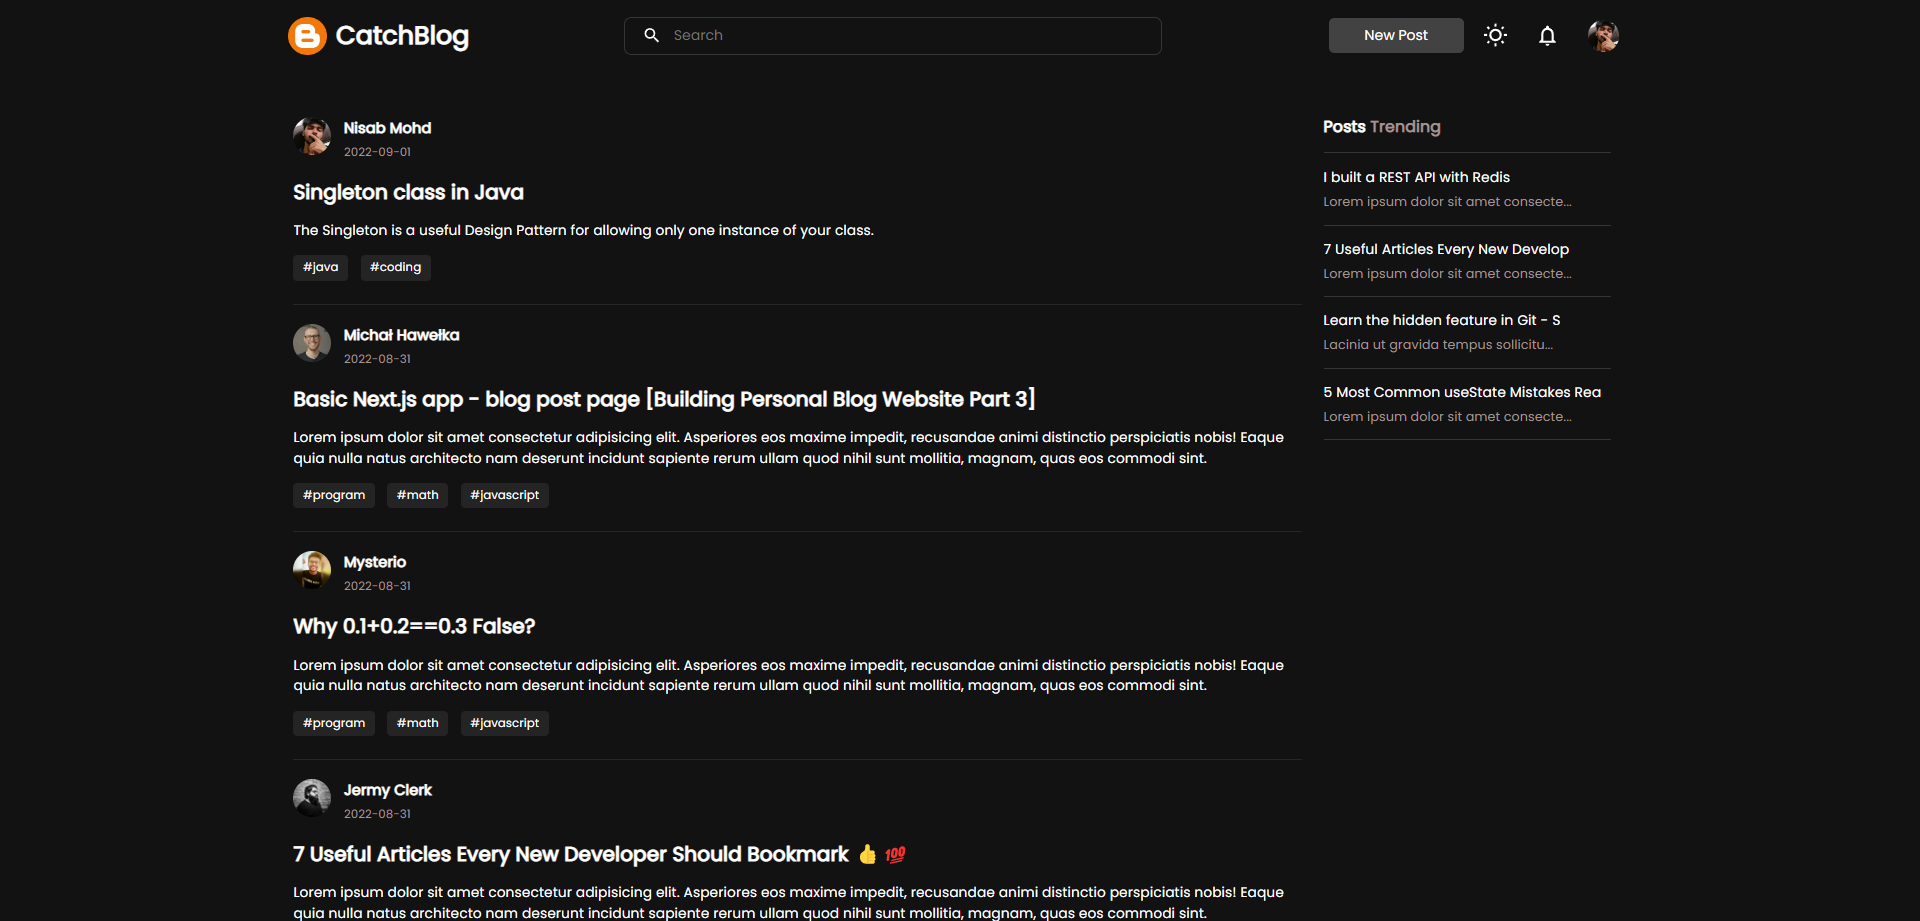 CatchBlog
Search
New Post
Nisab Mohd
2022-09-01
Singleton class in Java
The Singleton is a useful Design Pattern for allowing only one instance of your class.
#java #coding
Michał Hawełka
2022-08-31
Basic Next.js app - blog post page [Building Personal Blog Website Part 3]
Lorem ipsum dolor sit amet consectetur adipisicing elit. Asperiores eos maxime impedit, recusandae animi distinctio perspiciatis nobis! Eaque
quia nulla natus architecto nam deserunt incidunt sapiente rerum ullam quod nihil sunt mollitia, magnam, quas eos commodi sint.
#program #math #javascript
Mysterio
2022-08-31
Why 0.1+0.2==0.3 False?
Lorem ipsum dolor sit amet consectetur adipisicing elit. Asperiores eos maxime impedit, recusandae animi distinctio perspiciatis nobis! Eaque
quia nulla natus architecto nam deserunt incidunt sapiente rerum ullam quod nihil sunt mollitia, magnam, quas eos commodi sint.
#program #math #javascript
Jermy Clerk
2022-08-31
7 Useful Articles Every New Developer Should Bookmark 👍 💯
Lorem ipsum dolor sit amet consectetur adipisicing elit. Asperiores eos maxime impedit, recusandae animi distinctio perspiciatis nobis! Eaque
quia nulla natus architecto nam deserunt incidunt sapiente rerum ullam quod nihil sunt mollitia, magnam, quas eos commodi sint.
Posts Trending
I built a REST API with Redis
Lorem ipsum dolor sit amet consecte...
7 Useful Articles Every New Develop
Lorem ipsum dolor sit amet consecte...
Learn the hidden feature in Git - S
Lacinia ut gravida tempus sollicitu...
5 Most Common useState Mistakes Rea
Lorem ipsum dolor sit amet consecte...